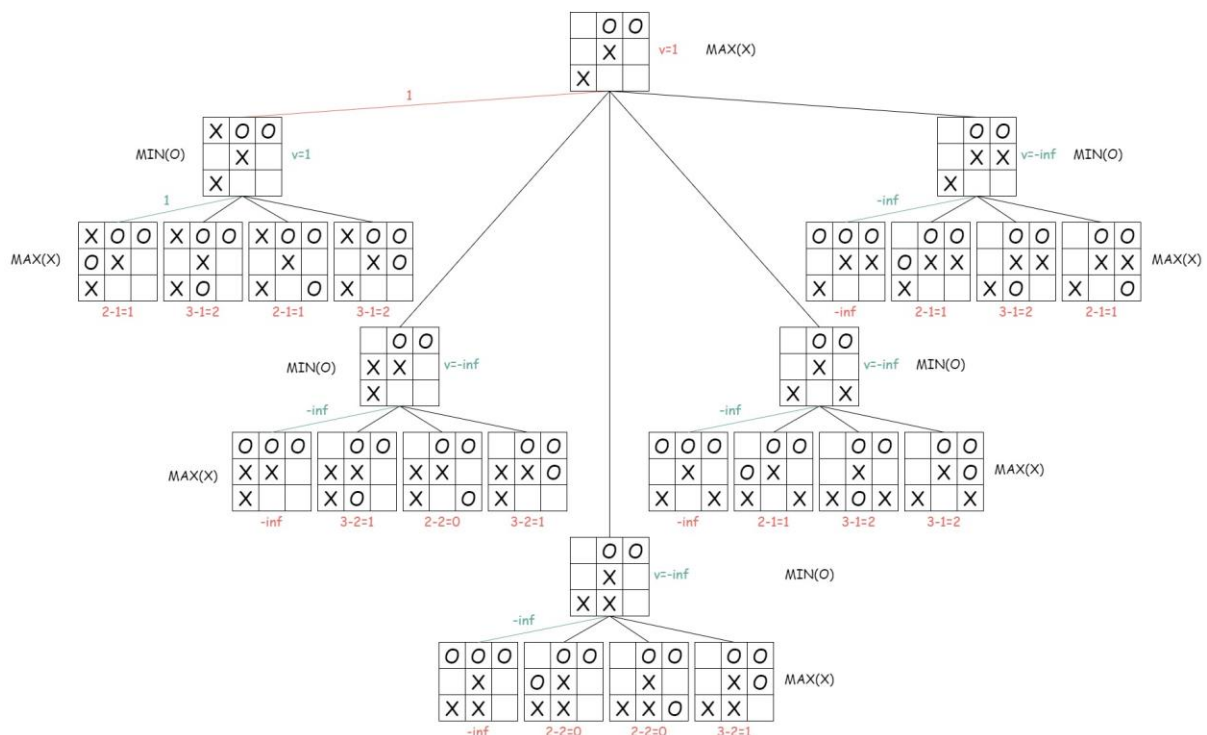 O O
X
X
v=1 MAX(X)
1
X O O
X
X
MIN(O) v=1
O O
X X
X
v=-inf MIN(O)
1
-inf
MAX(X)
X O O X O O X O O X O O
O X X X X O
X X O X O X
2-1=1 3-1=2 2-1=1 3-1=2
O O O O O O O O O
X X O X X X X X X
X X X O X O
MAX(X)
-inf 2-1=1 3-1=2 2-1=1
O O
X X
X
MIN(O) v=-inf
O O
X
X X
v=-inf MIN(O)
-inf
-inf
MAX(X)
O O O O O O O O O
X X X X X X X X O
X X O X O X
-inf 3-2=1 2-2=0 3-2=1
O O O O O O O O O
X O X X X O
X X X X X O X X X
MAX(X)
-inf 2-1=1 3-1=2 3-1=2
O O
X
X X
v=-inf MIN(O)
-inf
O O O O O O O O O
X O X X X O
X X X X X X O X X
MAX(X)
-inf 2-2=0 2-2=0 3-2=1